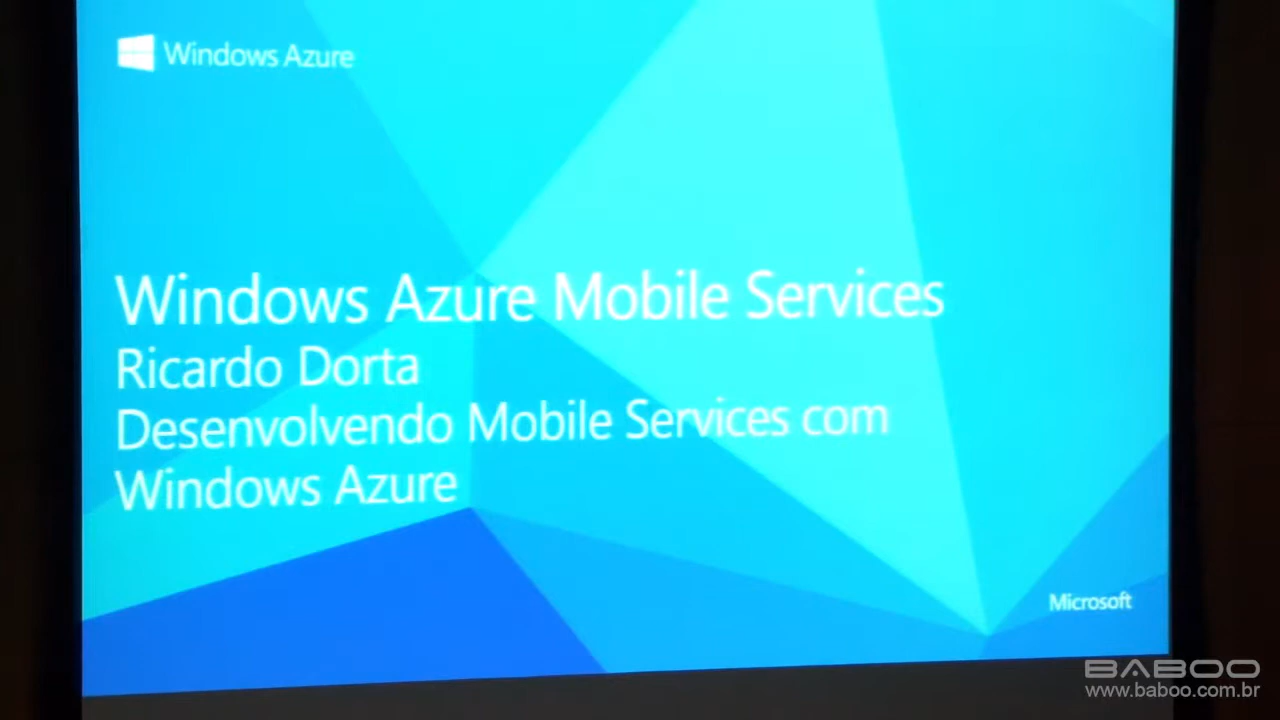 Windows Azure
Windows Azure Mobile Services
Ricardo Dorta
Desenvolvendo Mobile Services com
Windows Azure
Microsoft
BABOO
www.baboo.com.br